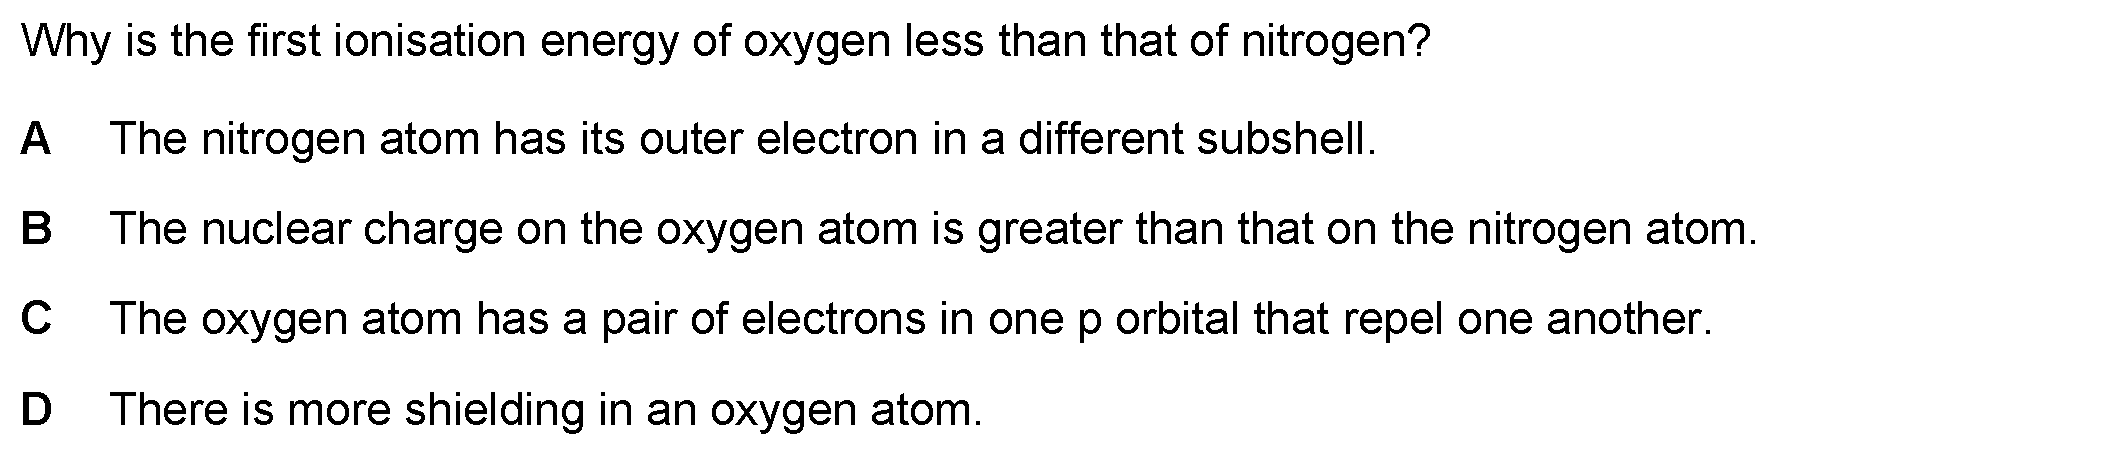 Why is the first ionisation energy of oxygen less than that of nitrogen?
A The nitrogen atom has its outer electron in a different subshell.
B The nuclear charge on the oxygen atom is greater than that on the nitrogen atom.
C The oxygen atom has a pair of electrons in one p orbital that repel one another.
D There is more shielding in an oxygen atom.